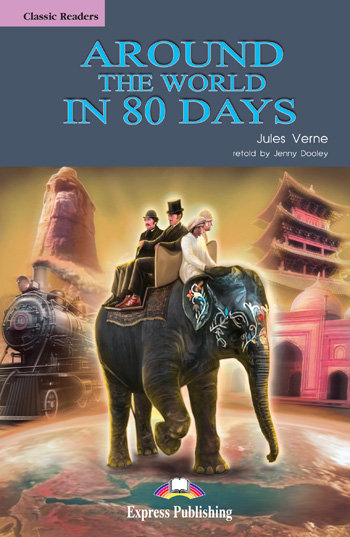 Classic Readers
AROUND
THE WORLD
IN 80 DAYS
Jules Verne
retold by Jenny Dooley
Express Publishing